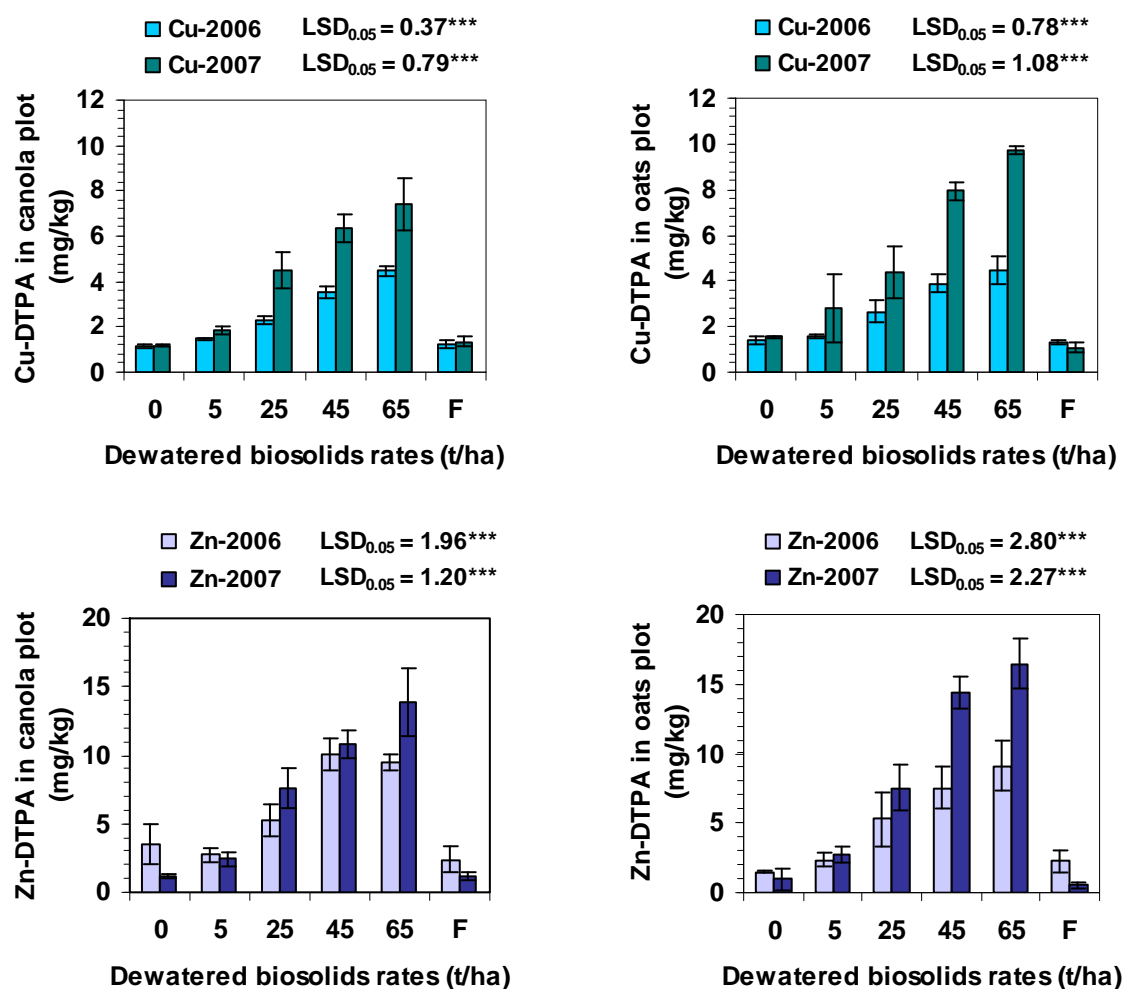 Cu-2006 LSD0.05 = 0.37***
Cu-2007 LSD0.05 = 0.79***
12
10
8
6
4
2
0
Cu-DTPA in canola plot
(mg/kg)
0 5 25 45 65 F
Dewatered biosolids rates (t/ha)
Cu-2006 LSD0.05 = 0.78***
Cu-2007 LSD0.05 = 1.08***
12
10
8
6
4
2
0
Cu-DTPA in oats plot
(mg/kg)
0 5 25 45 65 F
Dewatered biosolids rates (t/ha)
Zn-2006 LSD0.05 = 1.96***
Zn-2007 LSD0.05 = 1.20***
20
15
10
5
0
Zn-DTPA in canola plot
(mg/kg)
0 5 25 45 65 F
Dewatered biosolids rates (t/ha)
Zn-2006 LSD0.05 = 2.80***
Zn-2007 LSD0.05 = 2.27***
20
15
10
5
0
Zn-DTPA in oats plot
(mg/kg)
0 5 25 45 65 F
Dewatered biosolids rates (t/ha)